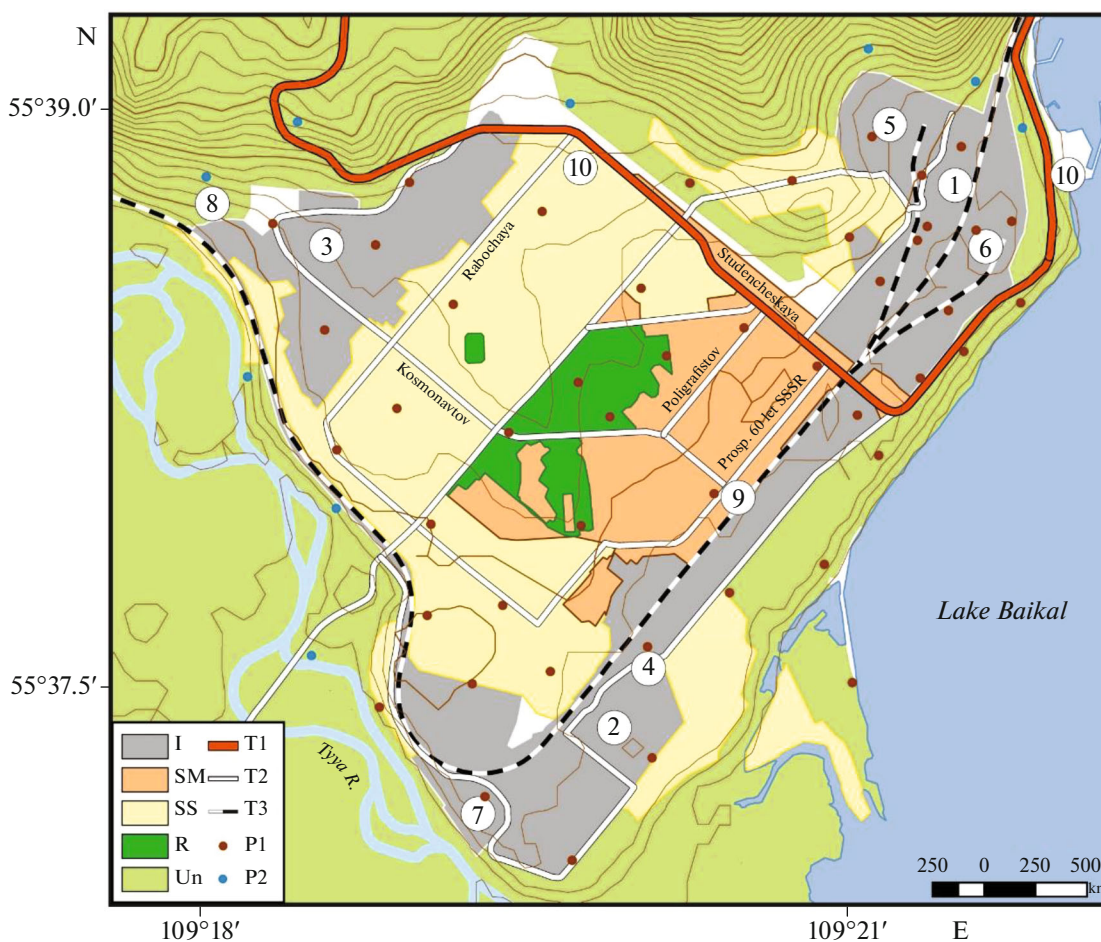 N
55°39.0′
5
10
10
1
8
3
6
Rabochaya
Studencheskaya
Kosmonavtov
Poligrafistov
Prosp. 60-let SSSR
9
Lake Baikal
4
55°37.5′
2
Tyya R.
7
I T1
SM T2
SS T3
R P1
Un P2
250 0 250 500
109°18′ 109°21′ E